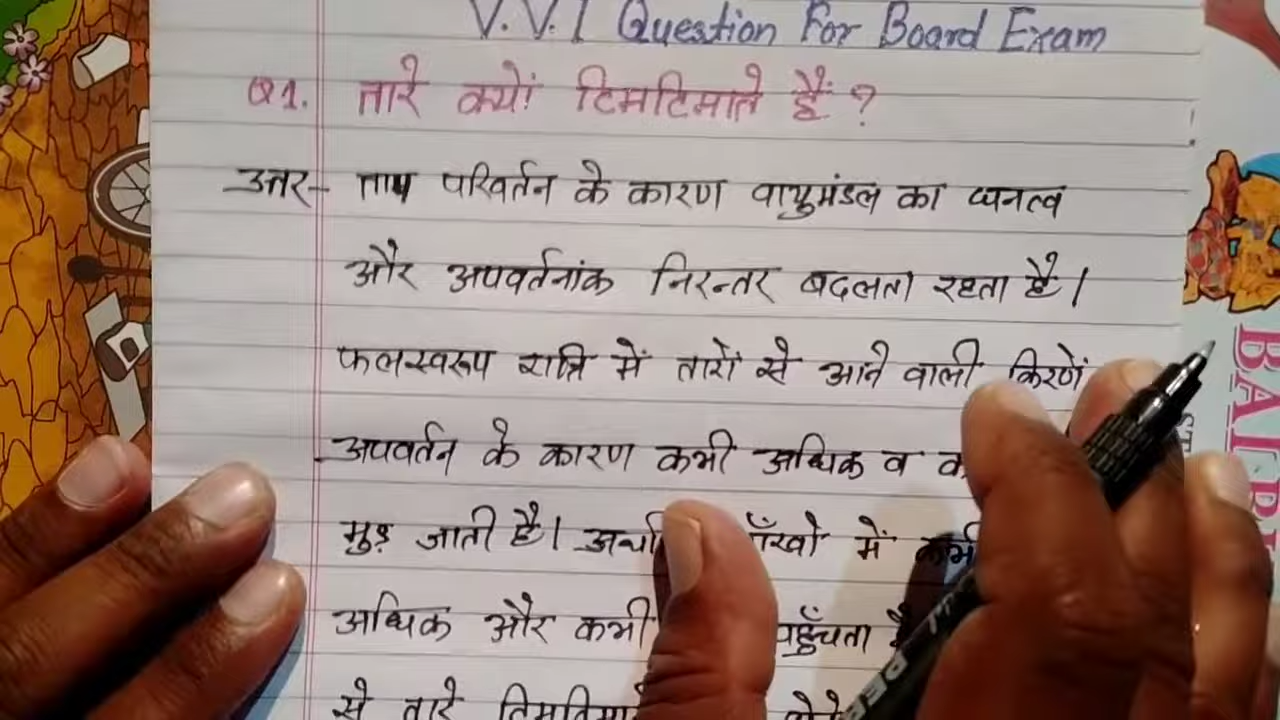 V.V.I Question For Board Exam
Q1. तारे क्यों टिमटिमाते हैं ?
उत्तर- ताप परिवर्तन के कारण वायुमंडल का घनत्व
और अपवर्तनांक निरन्तर बदलता रहता है।
फलस्वरूप रात्रि में तारों से आने वाली किरणें
अपवर्तन के कारण कभी अधिक व
मुड़ जाती है। में कभी
अधिक और कभी पहुँचता
से तारे